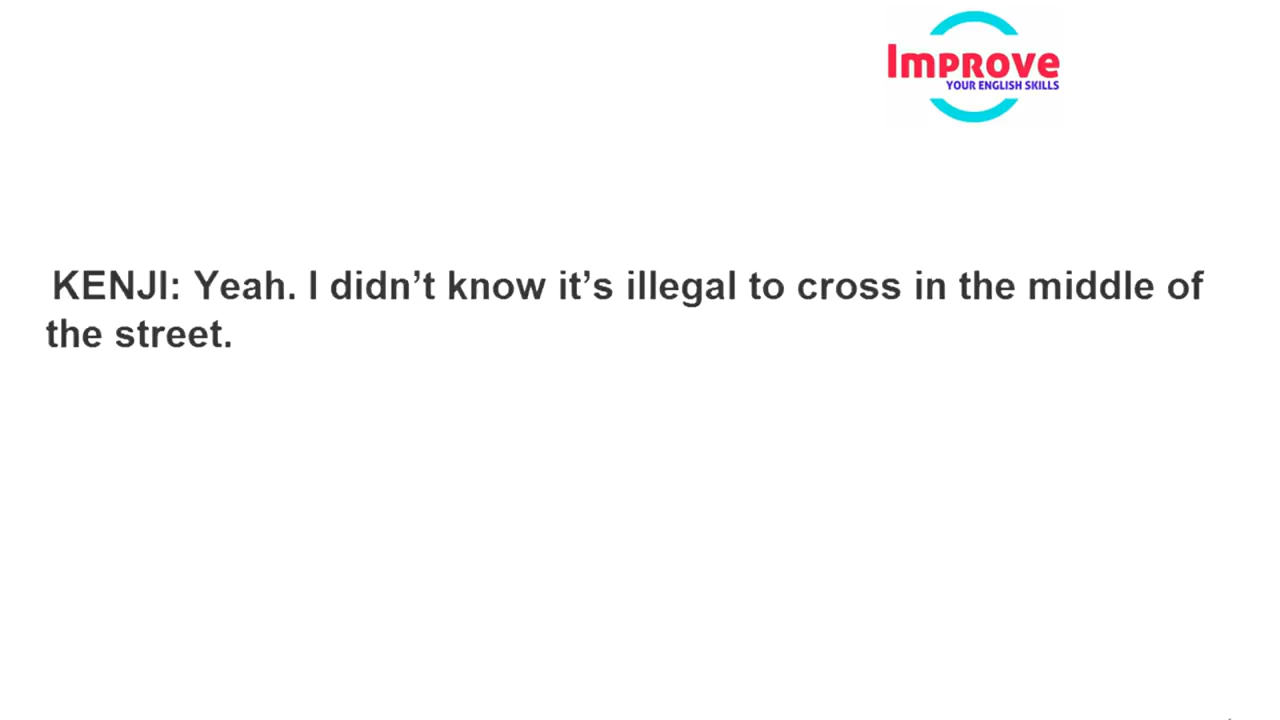 Improve
YOUR ENGLISH SKILLS
KENJI: Yeah. I didn’t know it’s illegal to cross in the middle of
the street.